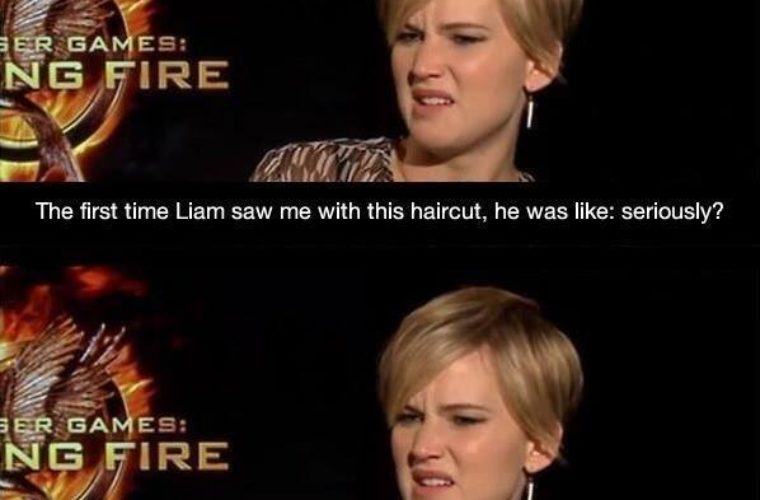 GER GAMES:
NG FIRE
The first time Liam saw me with this haircut, he was like: seriously?
GER GAMES:
NG FIRE